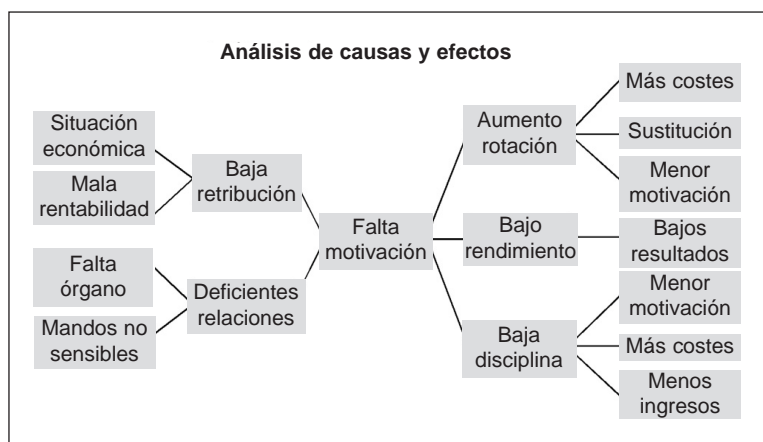 Análisis de causas y efectos
Situación
económica
Mala
rentabilidad
Falta
órgano
Mandos no
sensibles
Baja
retribución
Deficientes
relaciones
Falta
motivación
Aumento
rotación
Bajo
rendimiento
Baja
disciplina
Más costes
Sustitución
Menor
motivación
Bajos
resultados
Menor
motivación
Más costes
Menos
ingresos